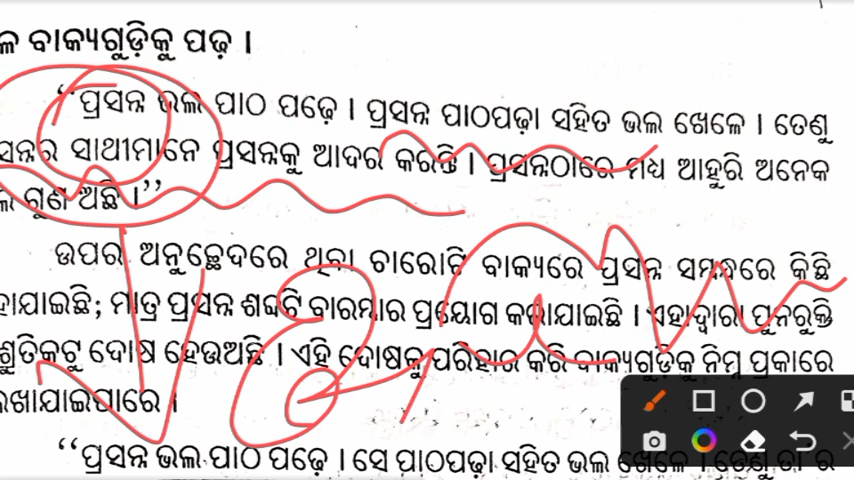 ଳ ବାକ୍ୟଗୁଡ଼ିକୁ ପଢ଼ ।
“ପ୍ରସନ୍ନ ଭଲ ପାଠ ପଢ଼େ । ପ୍ରସନ୍ନ ପାଠପଢ଼ା ସହିତ ଭଲ ଖେଳେ । ତେଣୁ
ସନ୍ନର ସାଥୀମାନେ ପ୍ରସନ୍ନକୁ ଆଦର କରନ୍ତି । ପ୍ରସନ୍ନଠାରେ ମଧ୍ୟ ଆହୁରି ଅନେକ
ଲ ଗୁଣ ଅଛି ।”
ଉପର ଅନୁଚ୍ଛେଦରେ ଥିବା ଚାରୋଟି ବାକ୍ୟରେ ପ୍ରସନ୍ନ ସମ୍ବନ୍ଧରେ କିଛି
ହାଯାଇଛି; ମାତ୍ର ପ୍ରସନ୍ନ ଶବ୍ଦଟି ବାରମ୍ବାର ପ୍ରୟୋଗ କରାଯାଇଛି । ଏହାଦ୍ୱାରା ପୁନରୁକ୍ତି
ଶ୍ରୁତିକଟୁ ଦୋଷ ହେଉଅଛି । ଏହି ଦୋଷକୁ ପରିହାର କରି ବାକ୍ୟଗୁଡ଼ିକୁ ନିମ୍ନ ପ୍ରକାରେ
ଖାଯାଇପାରେ ।
“ପ୍ରସନ୍ନ ଭଲ ପାଠ ପଢ଼େ । ସେ ପାଠପଢ଼ା ସହିତ ଭଲ ଖେଳେ । ତେଣୁ ତା'ର